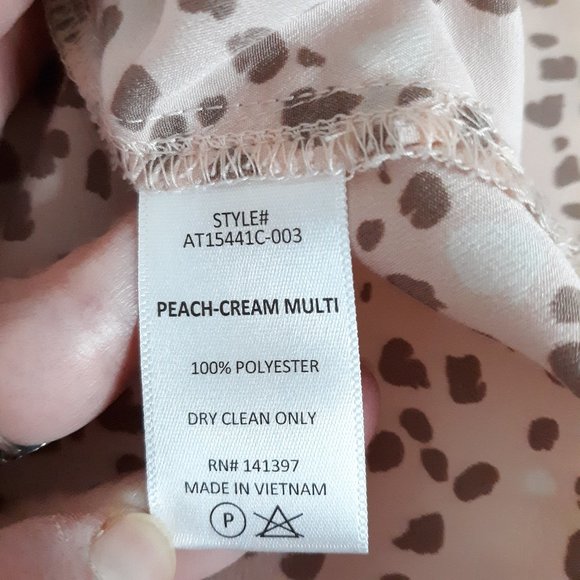 STYLE#
AT15441C-003
PEACH-CREAM MULTI
100% POLYESTER
DRY CLEAN ONLY
RN# 141397
MADE IN VIETNAM
P